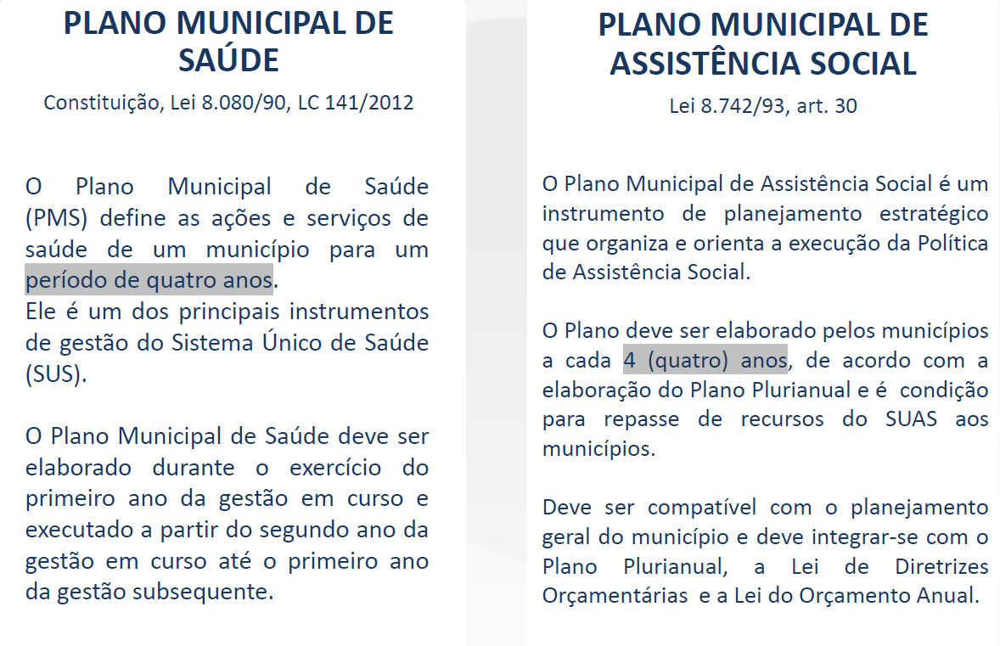 PLANO MUNICIPAL DE
SAÚDE
Constituição, Lei 8.080/90, LC 141/2012
O Plano Municipal de Saúde
(PMS) define as ações e serviços de
saúde de um município para um
período de quatro anos.
Ele é um dos principais instrumentos
de gestão do Sistema Único de Saúde
(SUS).
O Plano Municipal de Saúde deve ser
elaborado durante o exercício do
primeiro ano da gestão em curso e
executado a partir do segundo ano da
gestão em curso até o primeiro ano
da gestão subsequente.
PLANO MUNICIPAL DE
ASSISTÊNCIA SOCIAL
Lei 8.742/93, art. 30
O Plano Municipal de Assistência Social é um
instrumento de planejamento estratégico
que organiza e orienta a execução da Política
de Assistência Social.
O Plano deve ser elaborado pelos municípios
a cada 4 (quatro) anos, de acordo com a
elaboração do Plano Plurianual e é condição
para repasse de recursos do SUAS aos
municípios.
Deve ser compatível com o planejamento
geral do município e deve integrar-se com o
Plano Plurianual, a Lei de Diretrizes
Orçamentárias e a Lei do Orçamento Anual.